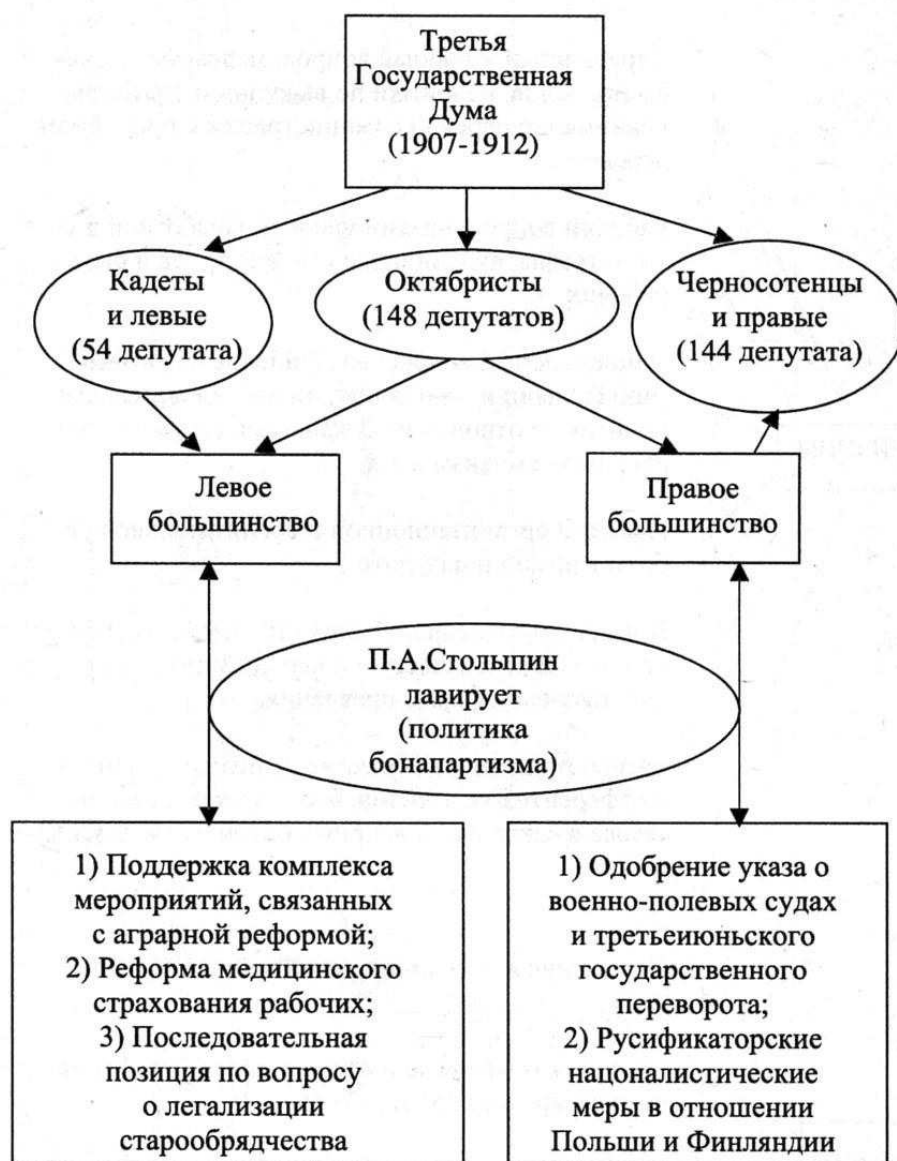 Третья
Государственная
Дума
(1907-1912)
Кадеты
и левые
(54 депутата)
Октябристы
(148 депутатов)
Черносотенцы
и правые
(144 депутата)
Левое
большинство
Правое
большинство
П.А.Столыпин
лавирует
(политика
бонапартизма)
1) Поддержка комплекса
мероприятий, связанных
с аграрной реформой;
2) Реформа медицинского
страхования рабочих;
3) Последовательная
позиция по вопросу
о легализации
старообрядчества
1) Одобрение указа о
военно-полевых судах
и третьеиюньского
государственного
переворота;
2) Русификаторские
нацоналистические
меры в отношении
Польши и Финляндии